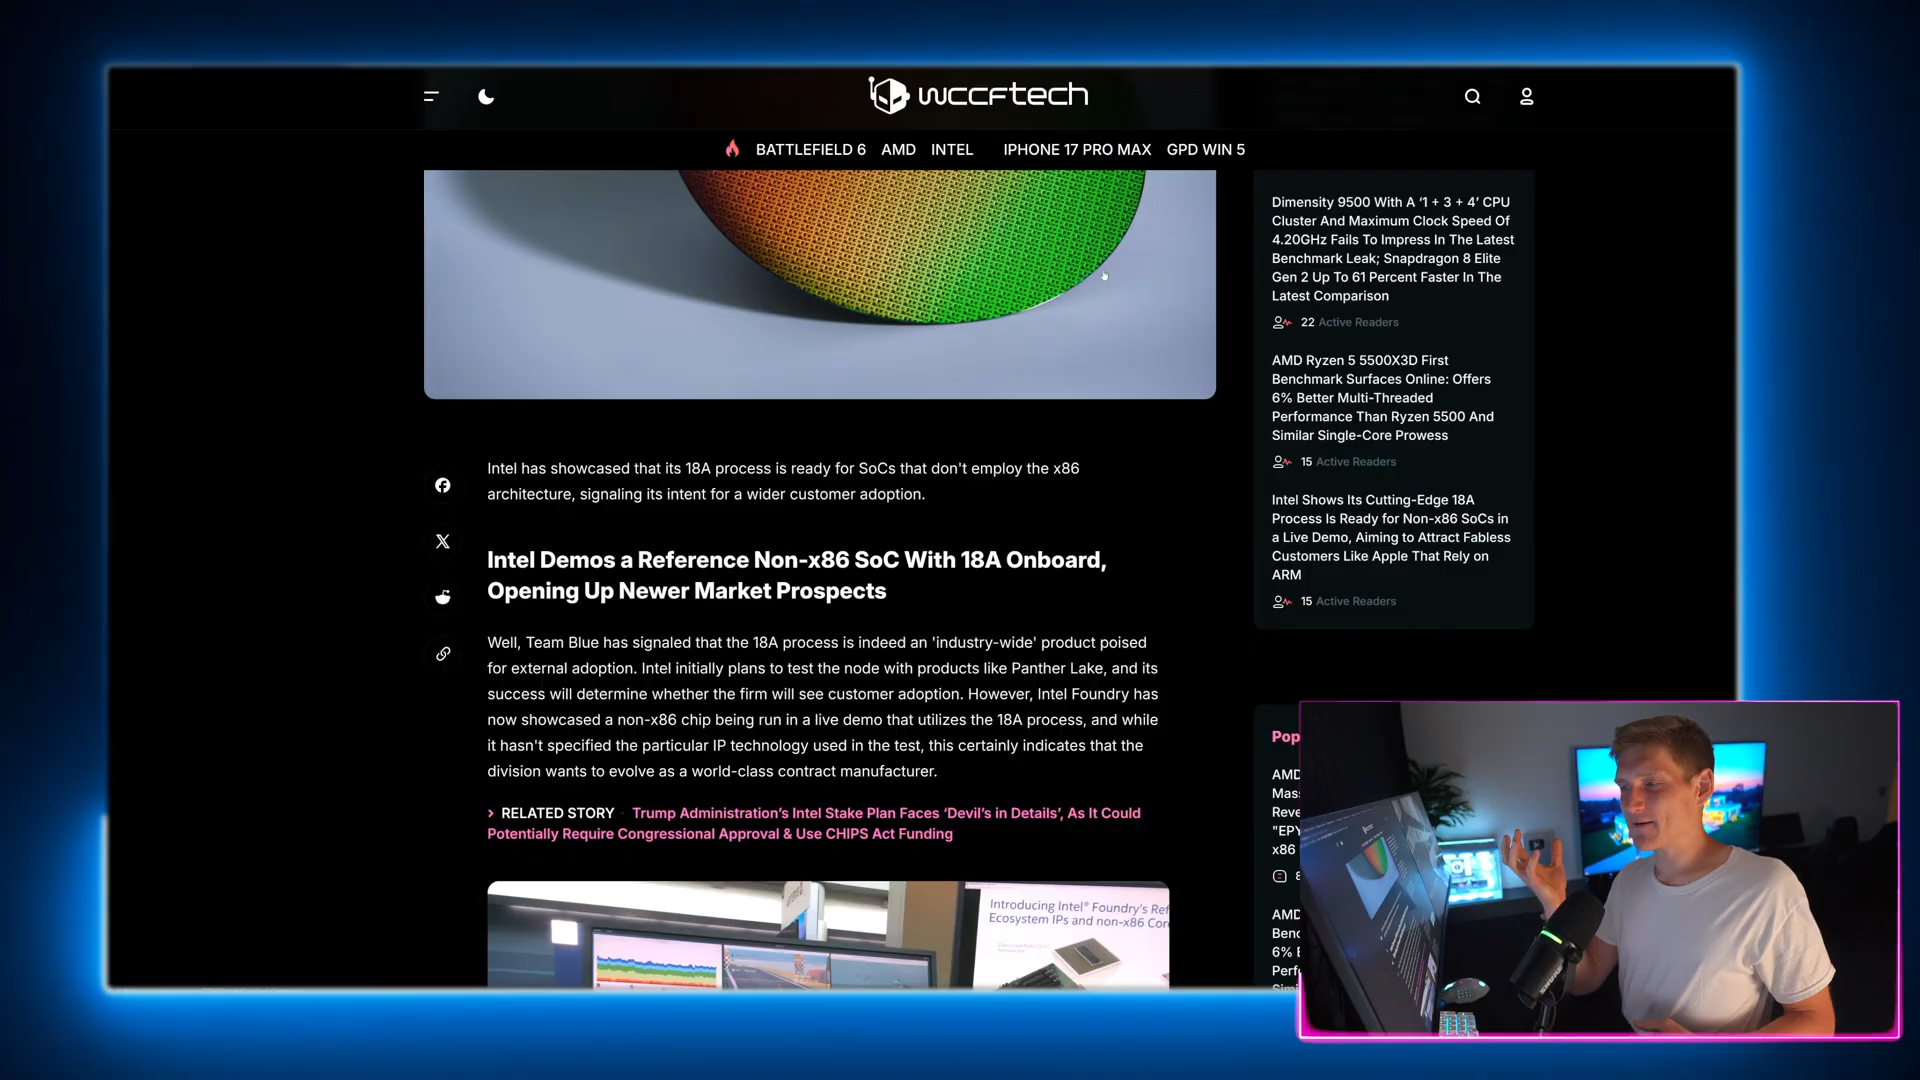 wccftech
BATTLEFIELD 6 AMD INTEL IPHONE 17 PRO MAX GPD WIN 5
Intel has showcased that its 18A process is ready for SoCs that don't employ the x86
architecture, signaling its intent for a wider customer adoption.
Intel Demos a Reference Non-x86 SoC With 18A Onboard,
Opening Up Newer Market Prospects
Well, Team Blue has signaled that the 18A process is indeed an 'industry-wide' product poised
for external adoption. Intel initially plans to test the node with products like Panther Lake, and its
success will determine whether the firm will see customer adoption. However, Intel Foundry has
now showcased a non-x86 chip being run in a live demo that utilizes the 18A process, and while
it hasn't specified the particular IP technology used in the test, this certainly indicates that the
division wants to evolve as a world-class contract manufacturer.
RELATED STORY · Trump Administration’s Intel Stake Plan Faces ‘Devil’s in Details’, As It Could
Potentially Require Congressional Approval & Use CHIPS Act Funding
Introducing Intel® Foundry's Ref
Ecosystem IPs and non-x86 Cor
Dimensity 9500 With A ‘1 + 3 + 4’ CPU
Cluster And Maximum Clock Speed Of
4.20GHz Fails To Impress In The Latest
Benchmark Leak; Snapdragon 8 Elite
Gen 2 Up To 61 Percent Faster In The
Latest Comparison
22 Active Readers
AMD Ryzen 5 5500X3D First
Benchmark Surfaces Online: Offers
6% Better Multi-Threaded
Performance Than Ryzen 5500 And
Similar Single-Core Prowess
15 Active Readers
Intel Shows Its Cutting-Edge 18A
Process Is Ready for Non-x86 SoCs in
a Live Demo, Aiming to Attract Fabless
Customers Like Apple That Rely on
ARM
15 Active Readers
Pop
AMD
Mass
Reve
"EPY
x86
8
AMD
Benc
6% B
Perfo
Simi